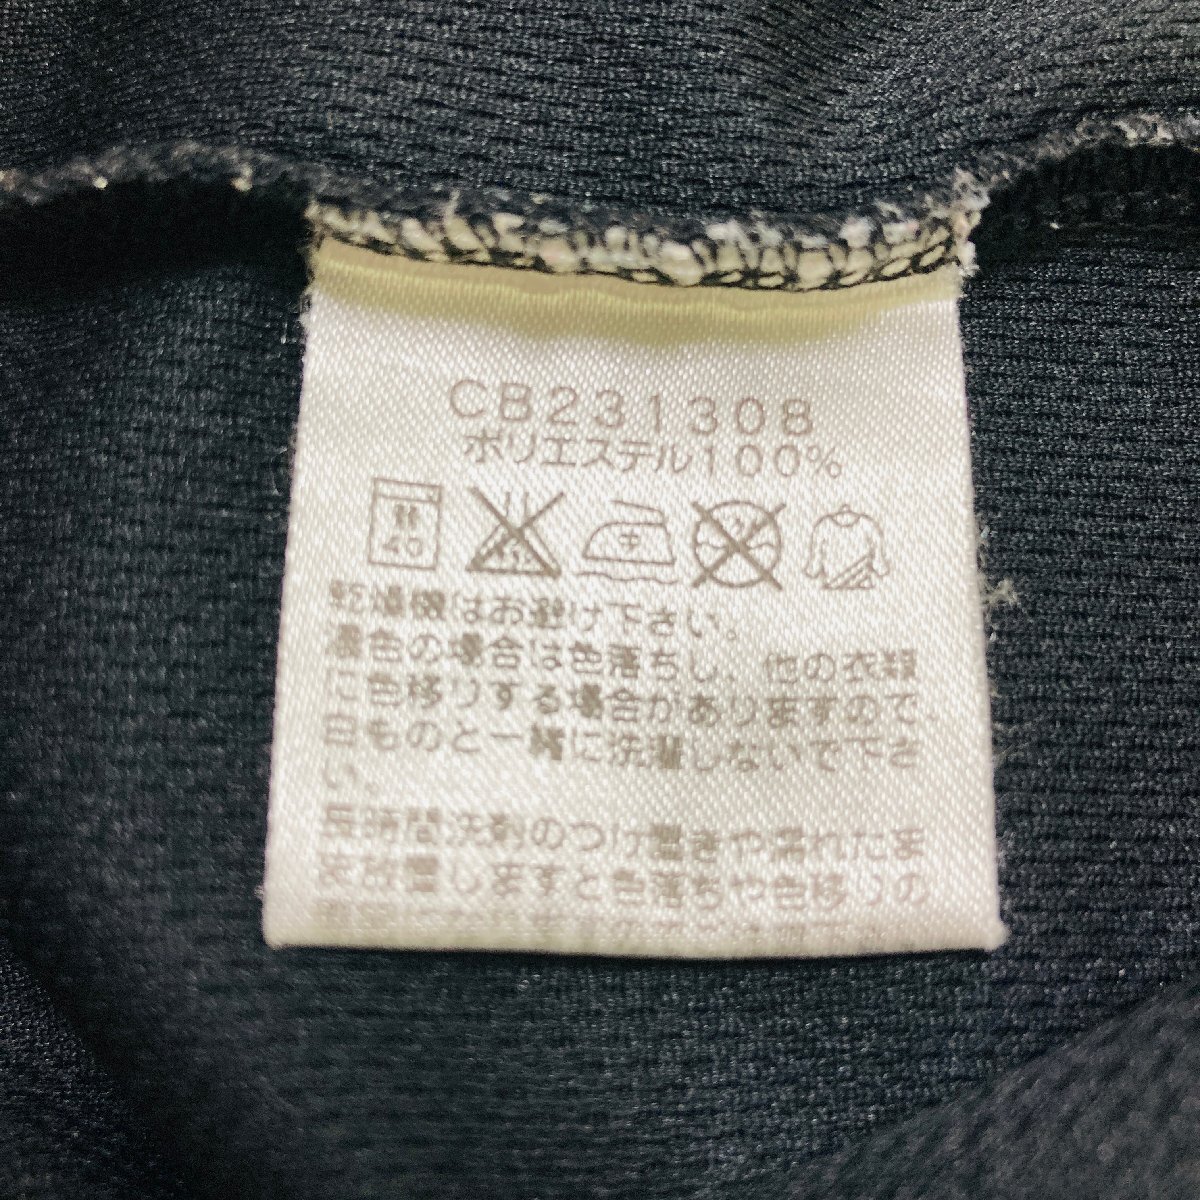 CB231308
ポリエステル100%
40
中
乾燥機はお避け下さい。
濃色の場合は色落ちし、他の衣類
に色移りする場合がありますので、
白ものと一緒に洗濯しないで下さ
い。
長時間洗剤のつけ置きや濡れたま
ま放置しますと色落ちや色移りの